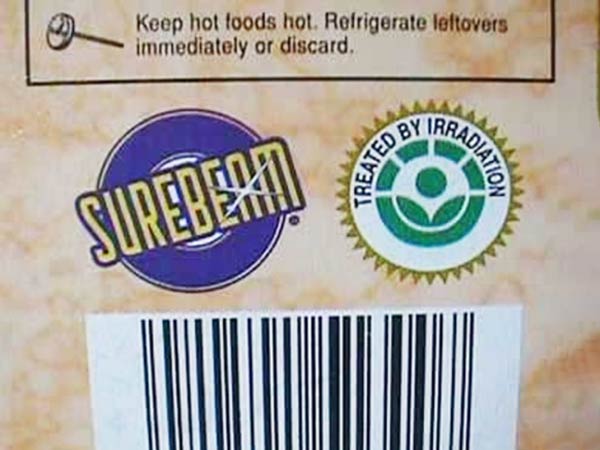 Keep hot foods hot. Refrigerate leftovers
immediately or discard.
SUREBEAM
TREATED BY IRRADIATION